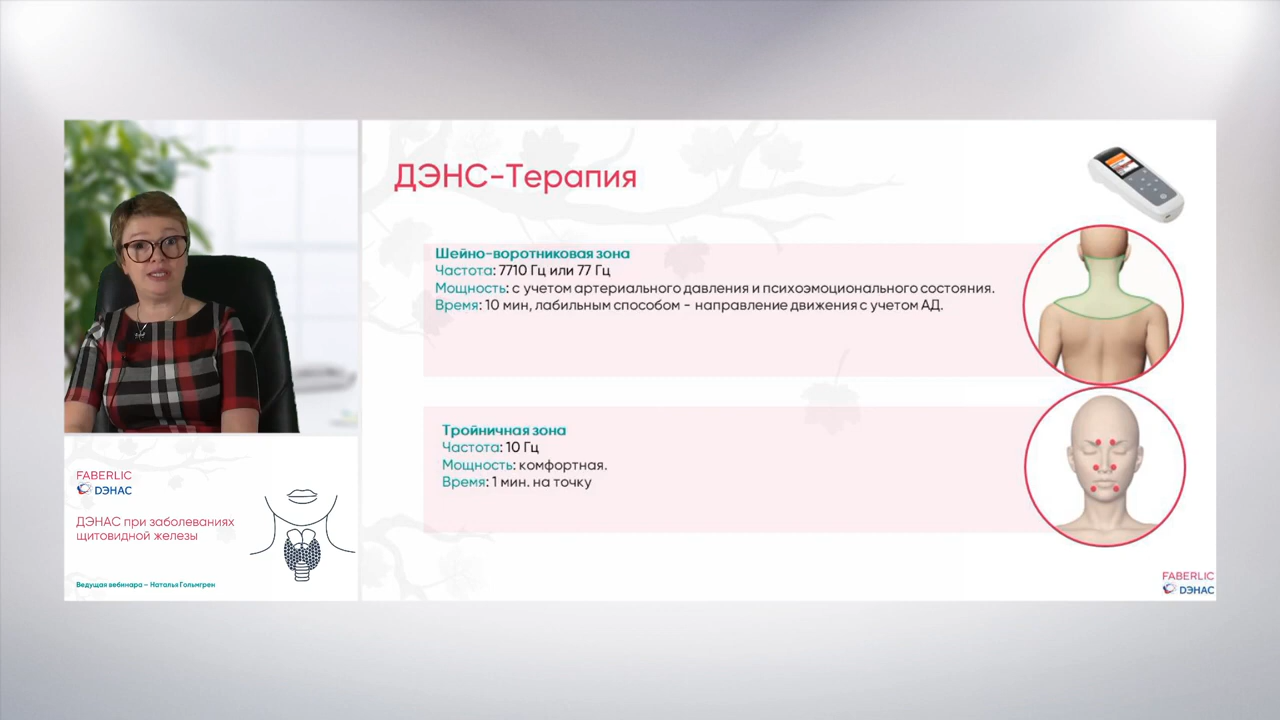 ДЭНС-Терапия
Шейно-воротниковая зона
Частота: 7710 Гц или 77 Гц
Мощность: с учетом артериального давления и психоэмоционального состояния.
Время: 10 мин, лабильным способом - направление движения с учетом АД.
Тройничная зона
Частота: 10 Гц
Мощность: комфортная.
Время: 1 мин. на точку
FABERLIC
DЭНАС
ДЭНАС при заболеваниях
щитовидной железы
Ведущая вебинара – Наталья Гольмгрен
FABERLIC
DЭНАС